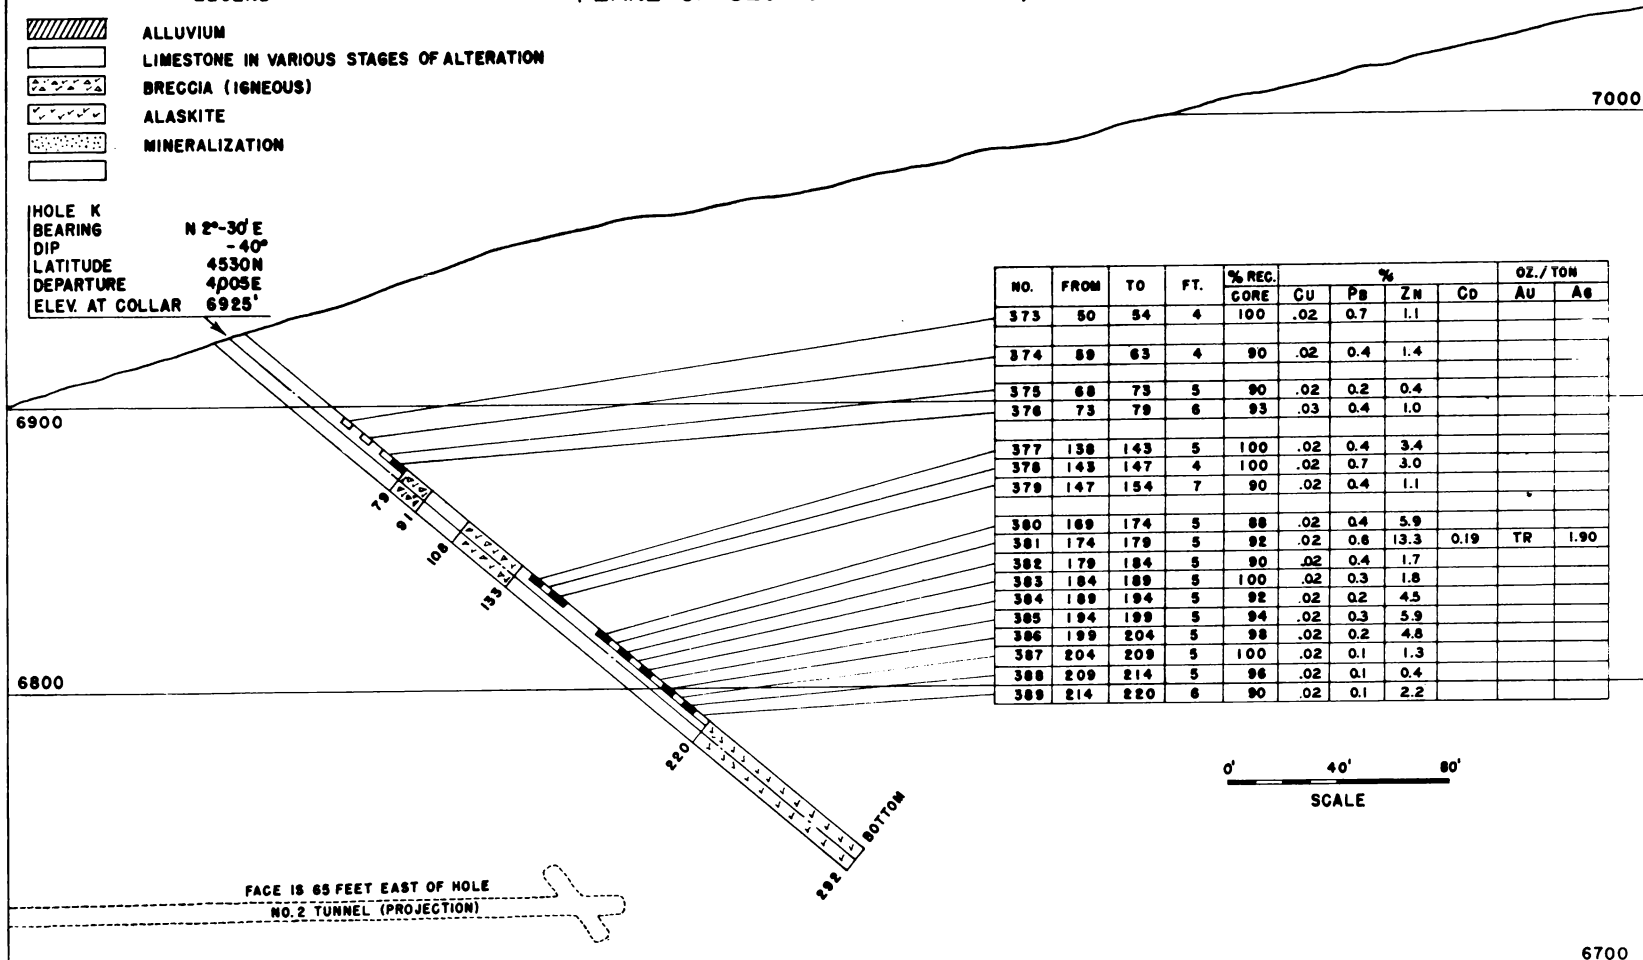 ALLUVIUM
LIMESTONE IN VARIOUS STAGES OF ALTERATION
BRECCIA (IGNEOUS)
ALASKITE
MINERALIZATION
7000
HOLE K
BEARING N 2°-30' E
DIP -40°
LATITUDE 4530N
DEPARTURE 4005E
ELEV. AT COLLAR 6925'
NO. FROM TO FT. % REC. CORE % CU PB ZN CD OZ./TON AU AG
373 50 54 4 100 .02 0.7 1.1
374 59 63 4 90 .02 0.4 1.4
375 68 73 5 90 .02 0.2 0.4
376 73 79 6 93 .03 0.4 1.0
377 138 143 5 100 .02 0.4 3.4
378 143 147 4 100 .02 0.7 3.0
379 147 154 7 90 .02 0.4 1.1
380 169 174 5 88 .02 0.4 5.9
381 174 179 5 92 .02 0.6 13.3 0.19 TR 1.90
382 179 184 5 90 .02 0.4 1.7
383 184 189 5 100 .02 0.3 1.8
384 189 194 5 92 .02 0.2 4.5
385 194 199 5 94 .02 0.3 5.9
386 199 204 5 98 .02 0.2 4.8
387 204 209 5 100 .02 0.1 1.3
388 209 214 5 96 .02 0.1 0.4
389 214 220 6 90 .02 0.1 2.2
6900
79
91
108
133
6800
220
BOTTOM
292
0' 40' 80'
SCALE
FACE IS 65 FEET EAST OF HOLE
NO. 2 TUNNEL (PROJECTION)
6700